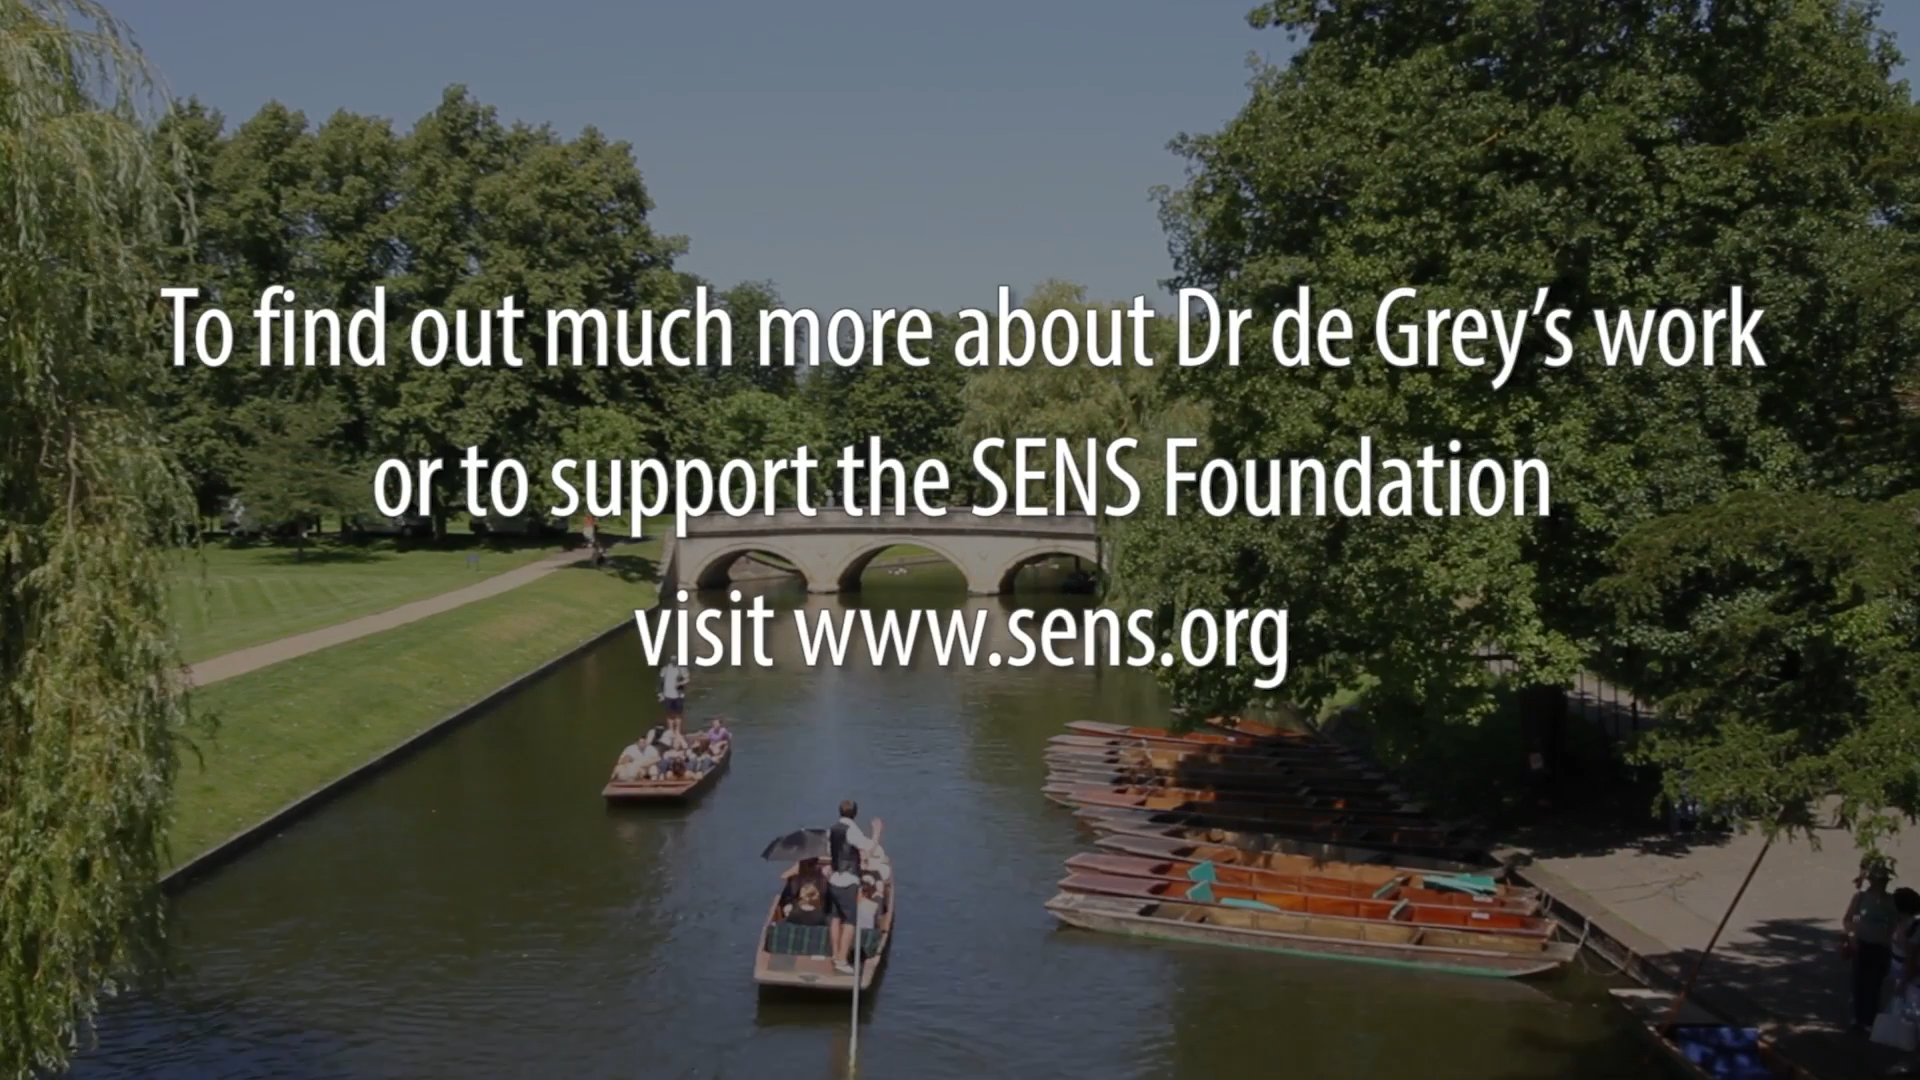 To find out much more about Dr de Grey’s work
or to support the SENS Foundation
visit www.sens.org